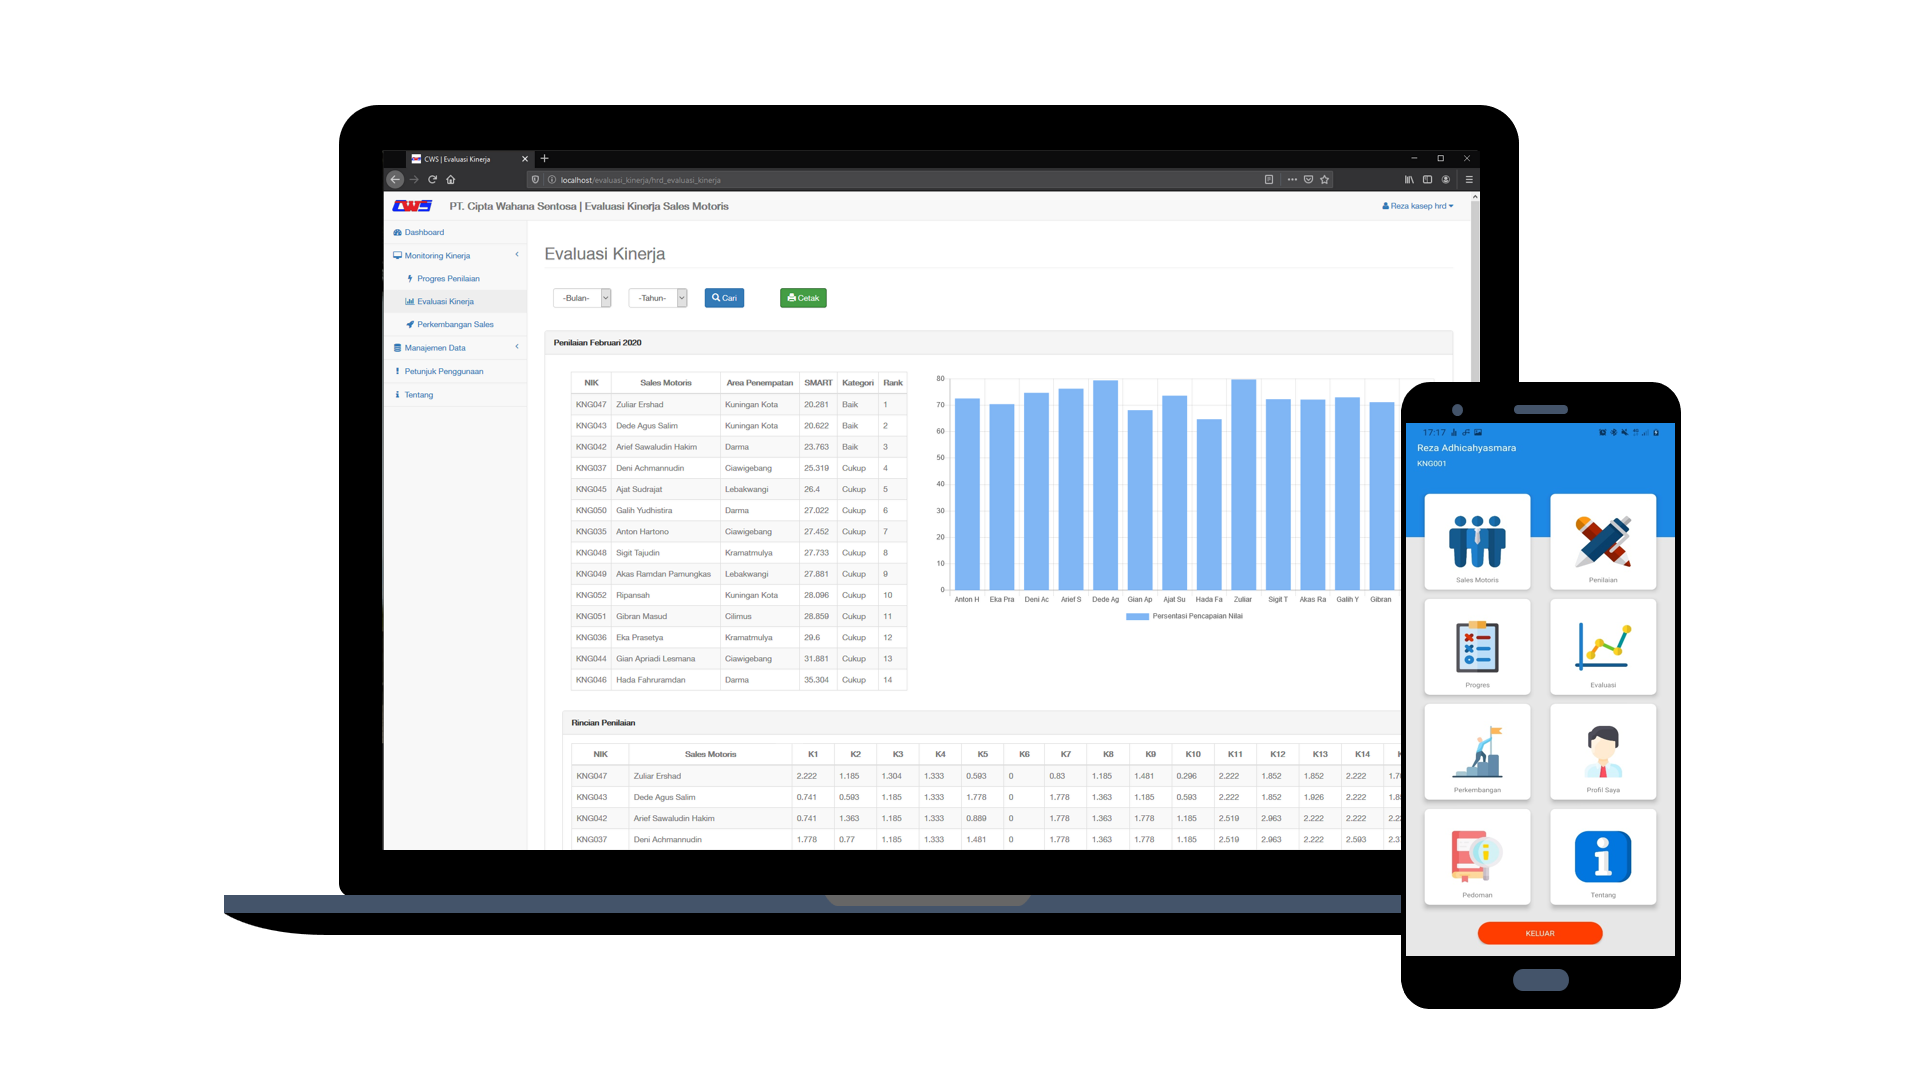 CWS | Evaluasi Kinerja
localhost/evaluasi_kinerja/hrd_evaluasi_kinerja
CWS PT. Cipta Wahana Sentosa | Evaluasi Kinerja Sales Motoris Reza kasep hrd
Dashboard
Monitoring Kinerja
Progres Penilaian
Evaluasi Kinerja
Perkembangan Sales
Manajemen Data
Petunjuk Penggunaan
Tentang
Evaluasi Kinerja
-Bulan- -Tahun- Cari Cetak
Penilaian Februari 2020
NIK Sales Motoris Area Penempatan SMART Kategori Rank
KNG047 Zuliar Ershad Kuningan Kota 20.281 Baik 1
KNG043 Dede Agus Salim Kuningan Kota 20.622 Baik 2
KNG042 Arief Sawaludin Hakim Darma 23.763 Baik 3
KNG037 Deni Achmannudin Ciawigebang 25.319 Cukup 4
KNG045 Ajat Sudrajat Lebakwangi 26.4 Cukup 5
KNG050 Galih Yudhistira Darma 27.022 Cukup 6
KNG035 Anton Hartono Ciawigebang 27.452 Cukup 7
KNG048 Sigit Tajudin Kramatmulya 27.733 Cukup 8
KNG049 Akas Ramdan Pamungkas Lebakwangi 27.881 Cukup 9
KNG052 Ripansah Kuningan Kota 28.096 Cukup 10
KNG051 Gibran Masud Cilimus 28.859 Cukup 11
KNG036 Eka Prasetya Kramatmulya 29.6 Cukup 12
KNG044 Gian Apriadi Lesmana Ciawigebang 31.881 Cukup 13
KNG046 Hada Fahruramdan Darma 35.304 Cukup 14
80
70
60
50
40
30
20
10
0
Anton H Eka Pra Deni Ac Arief S Dede Ag Gian Ap Ajat Su Hada Fa Zuliar Sigit T Akas Ra Galih Y Gibran
Persentasi Pencapaian Nilai
Rincian Penilaian
NIK Sales Motoris K1 K2 K3 K4 K5 K6 K7 K8 K9 K10 K11 K12 K13 K14
KNG047 Zuliar Ershad 2.222 1.185 1.304 1.333 0.593 0 0.83 1.185 1.481 0.296 2.222 1.852 1.852 2.222
KNG043 Dede Agus Salim 0.741 0.593 1.185 1.333 1.778 0 1.778 1.363 1.185 0.593 2.222 1.852 1.926 2.222
KNG042 Arief Sawaludin Hakim 0.741 1.363 1.185 1.333 0.889 0 1.778 1.363 1.778 1.185 2.519 2.963 2.222 2.222
KNG037 Deni Achmannudin 1.778 0.77 1.185 1.333 1.481 0 1.778 1.363 1.778 1.185 2.519 2.963 2.222 2.593
17:17
Reza Adhicahyasmara
KNG001
Sales Motoris Penilaian
Progres Evaluasi
Perkembangan Profil Saya
Pedoman Tentang
KELUAR